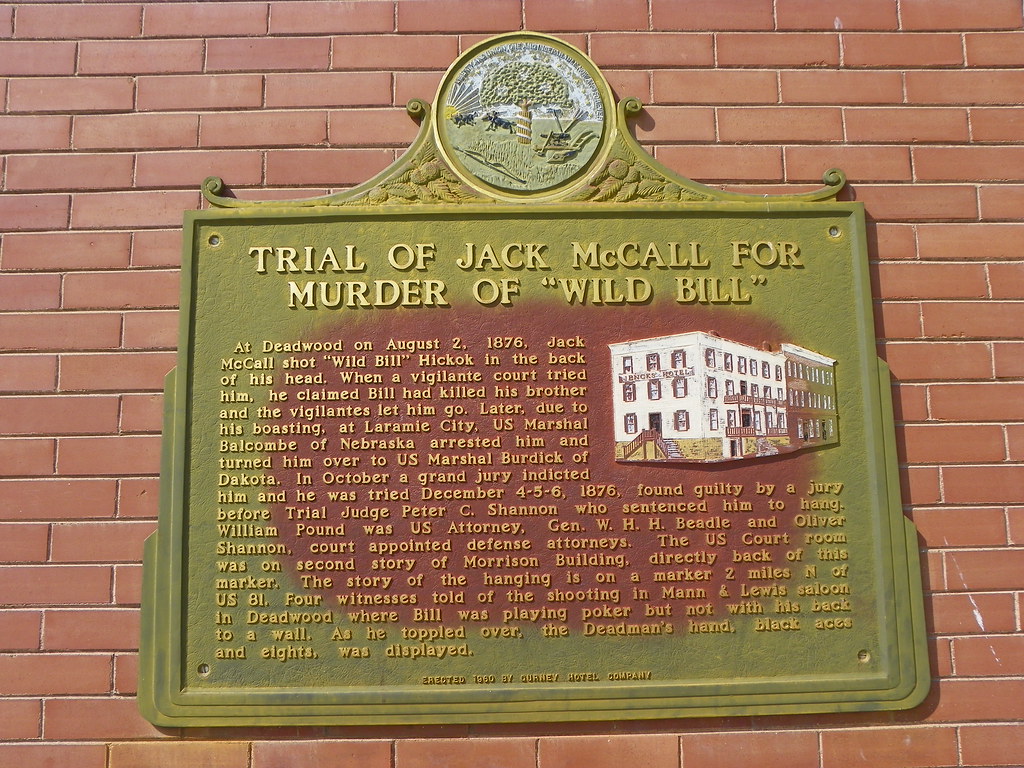 TRIAL OF JACK McCALL FOR
MURDER OF "WILD BILL"
At Deadwood on August 2, 1876, Jack
McCall shot "Wild Bill" Hickok in the back
of his head. When a vigilante court tried
him, he claimed Bill had killed his brother
and the vigilantes let him go. Later, due to
his boasting, at Laramie City, US Marshal
Balcombe of Nebraska arrested him and
turned him over to US Marshal Burdick of
Dakota. In October a grand jury indicted
him and he was tried December 4-5-6, 1876, found guilty by a jury
before Trial Judge Peter C. Shannon who sentenced him to hang.
William Pound was US Attorney, Gen. W. H. H. Beadle and Oliver
Shannon, court appointed defense attorneys. The US Court room
was on second story of Morrison Building, directly back of this
marker. The story of the hanging is on a marker 2 miles N of
US 81. Four witnesses told of the shooting in Mann & Lewis saloon
in Deadwood where Bill was playing poker but not with his back
to a wall. As he toppled over, the Deadman's hand, black aces
and eights, was displayed.
ERECTED 1960 BY GURNEY HOTEL COMPANY
HOTEL